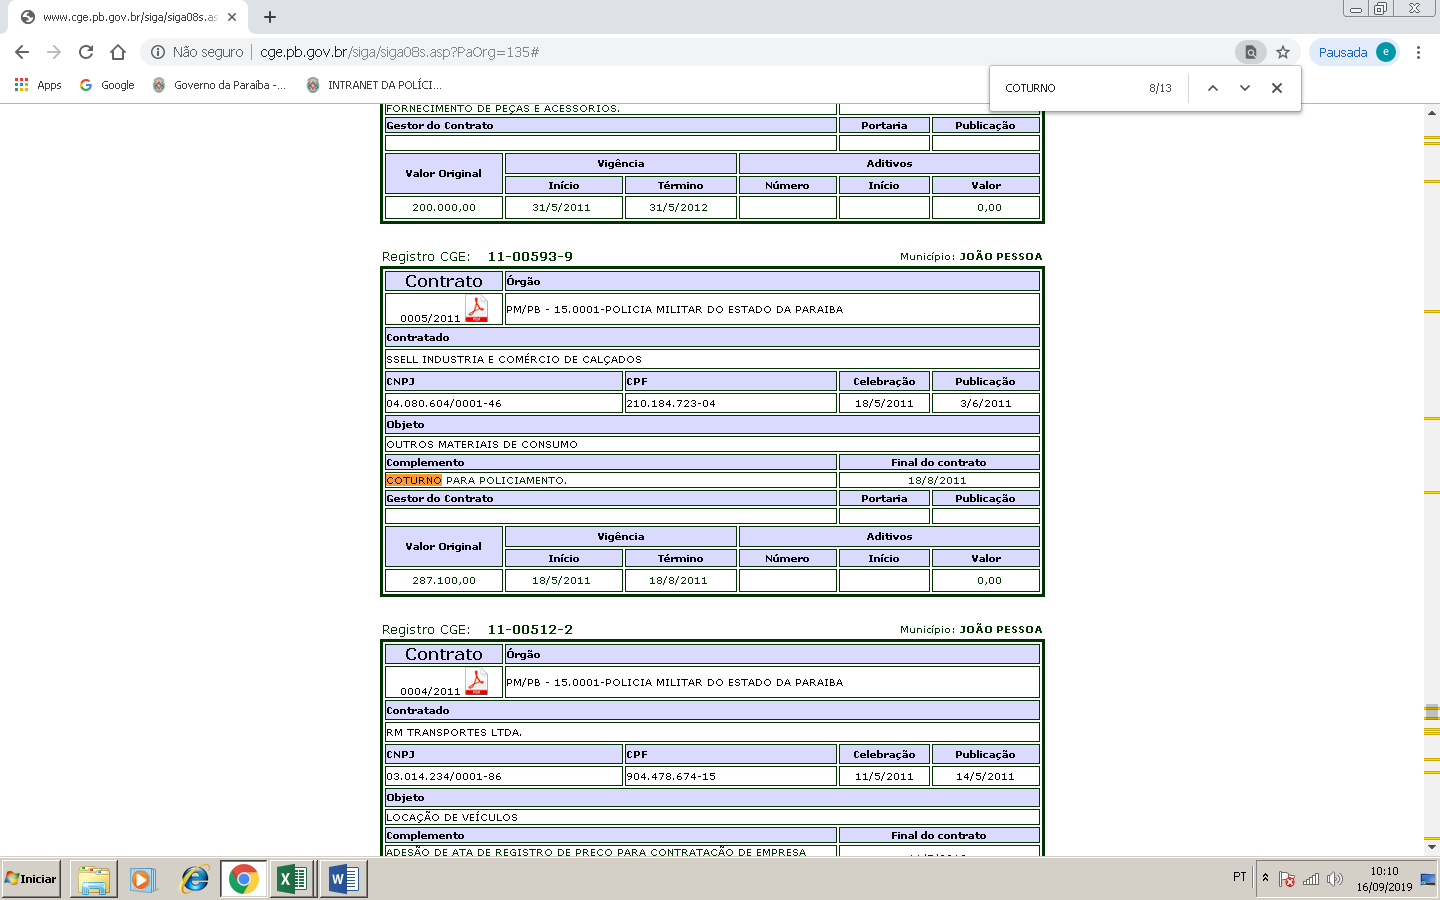 www.cge.pb.gov.br/siga/siga08s.as
Não seguro | cge.pb.gov.br/siga/siga08s.asp?PaOrg=135#
Pausada e
Apps Google Governo da Paraíba -... INTRANET DA POLÍCI...
COTURNO 8/13
FORNECIMENTO DE PEÇAS E ACESSORIOS.
Gestor do Contrato Portaria Publicação
Valor Original Vigência Aditivos
Início Término Número Início Valor
200.000,00 31/5/2011 31/5/2012 0,00
Registro CGE: 11-00593-9 Município: JOÃO PESSOA
Contrato Órgão
0005/2011 PM/PB - 15.0001-POLICIA MILITAR DO ESTADO DA PARAIBA
Contratado
SSELL INDUSTRIA E COMÉRCIO DE CALÇADOS
CNPJ CPF Celebração Publicação
04.080.604/0001-46 210.184.723-04 18/5/2011 3/6/2011
Objeto
OUTROS MATERIAIS DE CONSUMO
Complemento Final do contrato
COTURNO PARA POLICIAMENTO. 18/8/2011
Gestor do Contrato Portaria Publicação
Valor Original Vigência Aditivos
Início Término Número Início Valor
287.100,00 18/5/2011 18/8/2011 0,00
Registro CGE: 11-00512-2 Município: JOÃO PESSOA
Contrato Órgão
0004/2011 PM/PB - 15.0001-POLICIA MILITAR DO ESTADO DA PARAIBA
Contratado
RM TRANSPORTES LTDA.
CNPJ CPF Celebração Publicação
03.014.234/0001-86 904.478.674-15 11/5/2011 14/5/2011
Objeto
LOCAÇÃO DE VEÍCULOS
Complemento Final do contrato
ADESÃO DE ATA DE REGISTRO DE PREÇO PARA CONTRATAÇÃO DE EMPRESA
Iniciar PT 10:10
16/09/2019